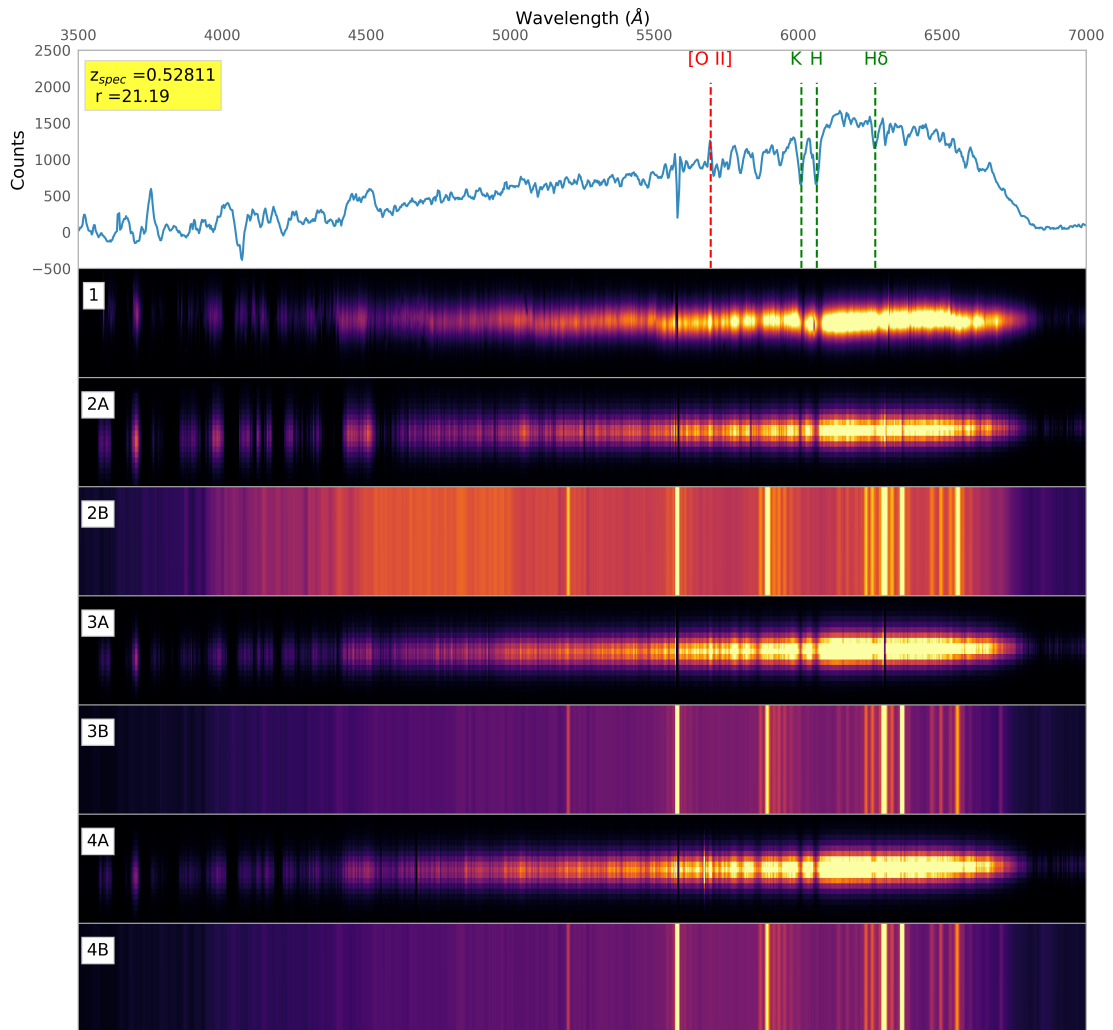 Wavelength (Å)
3500 4000 4500 5000 5500 6000 6500 7000
2500
2000
1500
1000
500
0
−500
Counts
z_spec =0.52811
r =21.19
[O II] K H Hδ
1
2A
2B
3A
3B
4A
4B